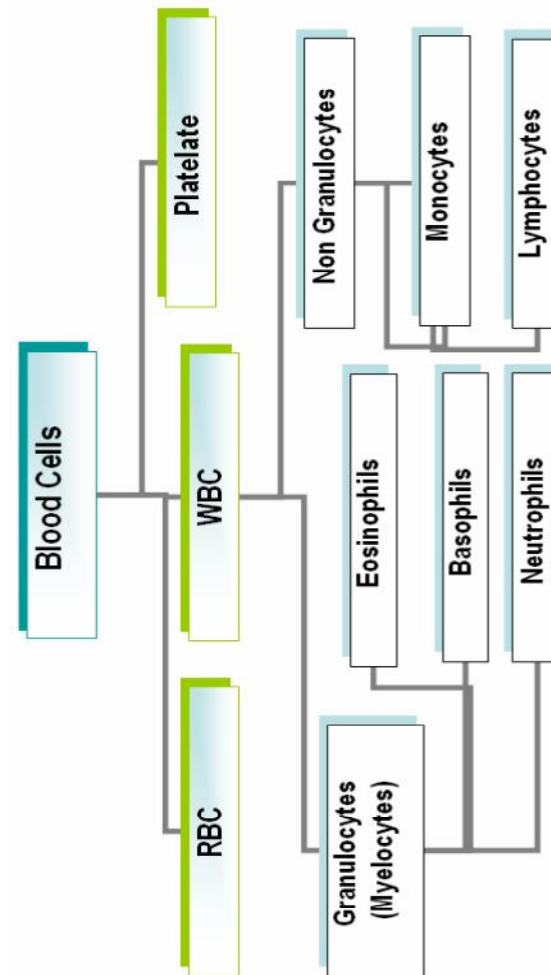 Blood Cells
RBC
WBC
Platelate
Granulocytes
(Myelocytes)
Non Granulocytes
Eosinophils
Monocytes
Basophils
Neutrophils
Lymphocytes